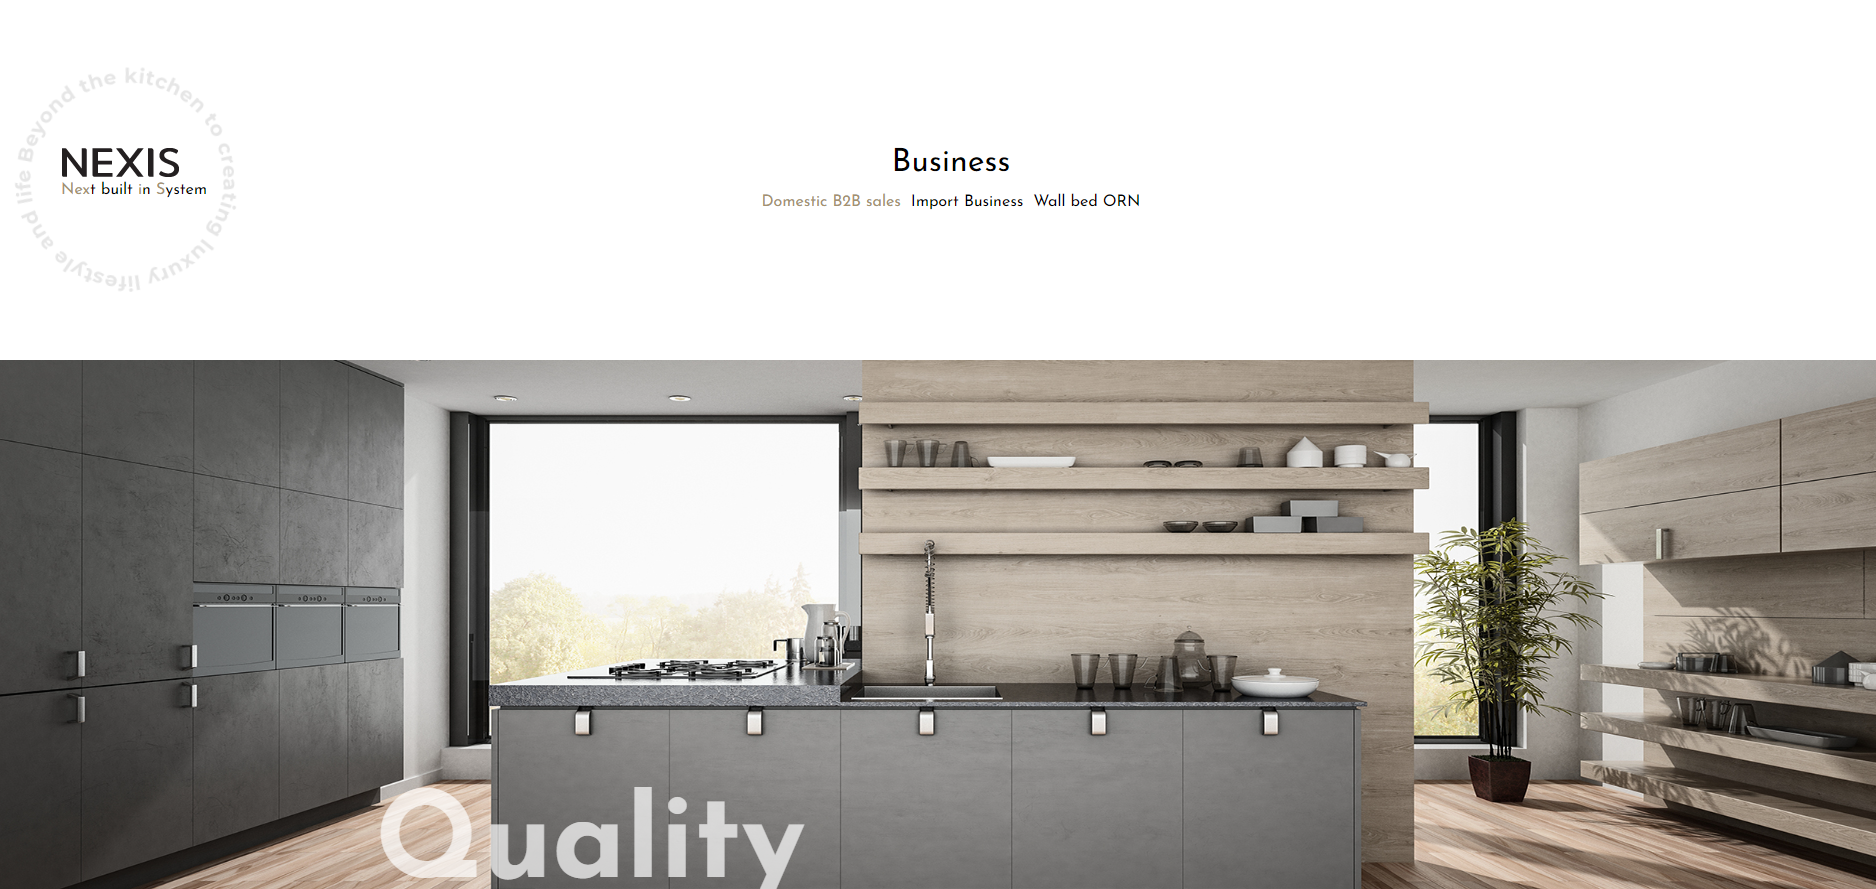 Beyond the kitchen to creating luxury lifestyle and life
NEXIS
Next built in System
Business
Domestic B2B sales Import Business Wall bed ORN
Quality